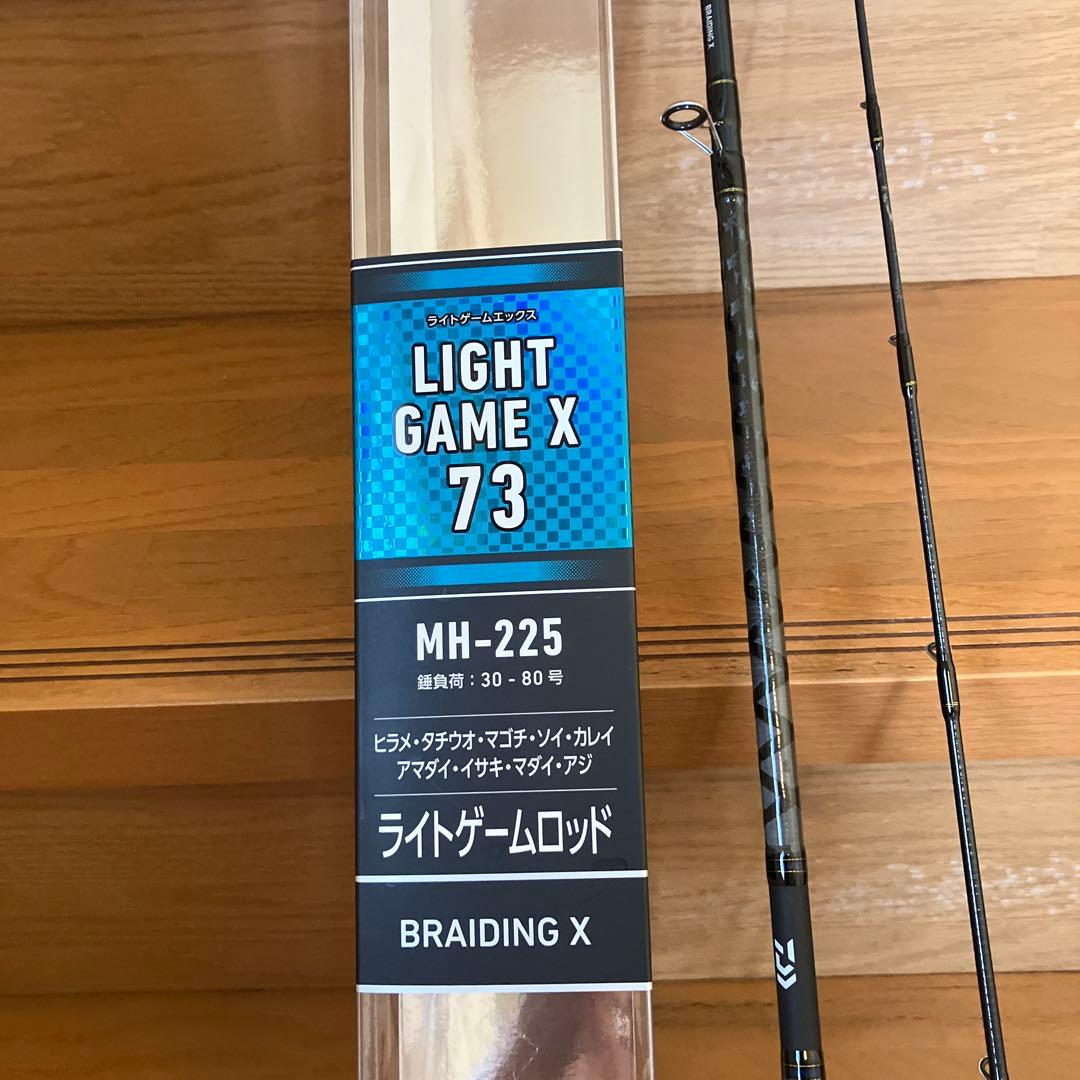 ライトゲームエックス
LIGHT
GAME X
73
MH-225
錘負荷：30 - 80 号
ヒラメ・タチウオ・マゴチ・ソイ・カレイ
アマダイ・イサキ・マダイ・アジ
ライトゲームロッド
BRAIDING X
BRAIDING X